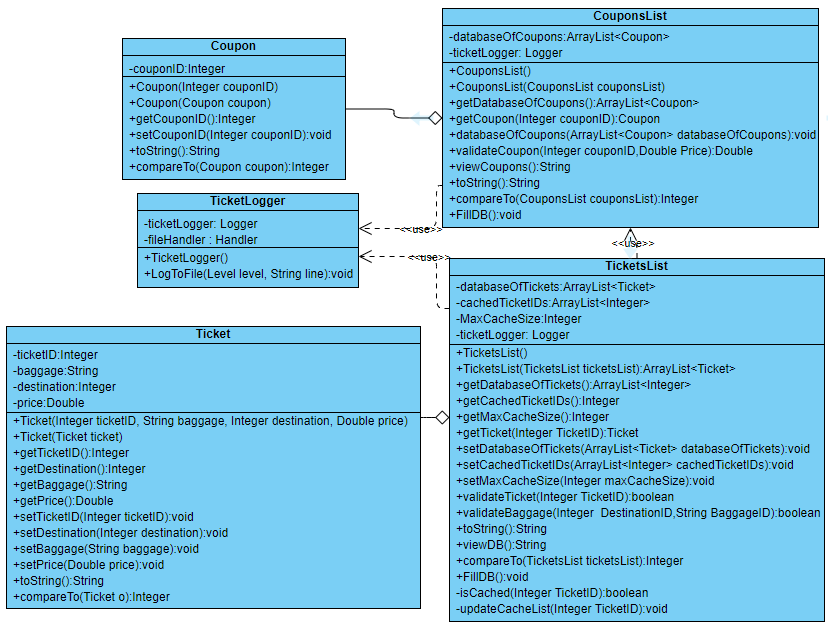 Coupon
-couponID:Integer
+Coupon(Integer couponID)
+Coupon(Coupon coupon)
+getCouponID():Integer
+setCouponID(Integer couponID):void
+toString():String
+compareTo(Coupon coupon):Integer
CouponsList
-databaseOfCoupons:ArrayList<Coupon>
-ticketLogger: Logger
+CouponsList()
+CouponsList(CouponsList couponsList)
+getDatabaseOfCoupons():ArrayList<Coupon>
+getCoupon(Integer couponID):Coupon
+databaseOfCoupons(ArrayList<Coupon> databaseOfCoupons):void
+validateCoupon(Integer couponID,Double Price):Double
+viewCoupons():String
+toString():String
+compareTo(CouponsList couponsList):Integer
+FillDB():void
TicketLogger
-ticketLogger: Logger
-fileHandler : Handler
+TicketLogger()
+LogToFile(Level level, String line):void
<<use>>
<<use>>
<<use>>
TicketsList
-databaseOfTickets:ArrayList<Ticket>
-cachedTicketIDs:ArrayList<Integer>
-MaxCacheSize:Integer
-ticketLogger: Logger
+TicketsList()
+TicketsList(TicketsList ticketsList):ArrayList<Ticket>
+getDatabaseOfTickets():ArrayList<Integer>
+getCachedTicketIDs():Integer
+getMaxCacheSize():Integer
+getTicket(Integer TicketID):Ticket
+setDatabaseOfTickets(ArrayList<Ticket> databaseOfTickets):void
+setCachedTicketIDs(ArrayList<Integer> cachedTicketIDs):void
+setMaxCacheSize(Integer maxCacheSize):void
+validateTicket(Integer TicketID):boolean
+validateBaggage(Integer  DestinationID,String BaggageID):boolean
+toString():String
+viewDB():String
+compareTo(TicketsList ticketsList):Integer
+FillDB():void
-isCached(Integer TicketID):boolean
-updateCacheList(Integer TicketID):void
Ticket
-ticketID:Integer
-baggage:String
-destination:Integer
-price:Double
+Ticket(Integer ticketID, String baggage, Integer destination, Double price)
+Ticket(Ticket ticket)
+getTicketID():Integer
+getDestination():Integer
+getBaggage():String
+getPrice():Double
+setTicketID(Integer ticketID):void
+setDestination(Integer destination):void
+setBaggage(String baggage):void
+setPrice(Double price):void
+toString():String
+compareTo(Ticket o):Integer